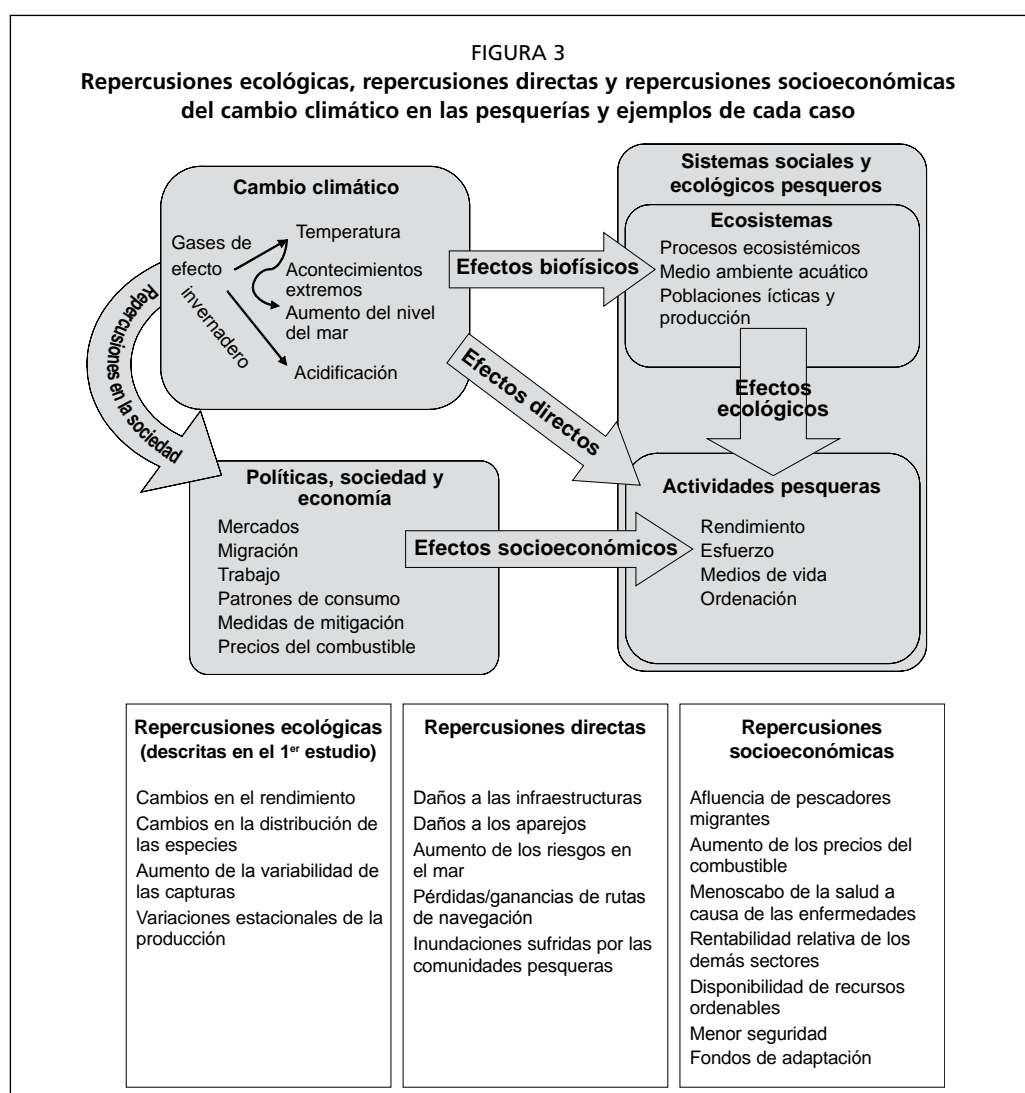 FIGURA 3
Repercusiones ecológicas, repercusiones directas y repercusiones socioeconómicas
del cambio climático en las pesquerías y ejemplos de cada caso
Cambio climático
Gases de
efecto
invernadero
Temperatura
Acontecimientos
extremos
Aumento del nivel
del mar
Acidificación
Repercusiones en la sociedad
Efectos biofísicos
Efectos directos
Sistemas sociales y
ecológicos pesqueros
Ecosistemas
Procesos ecosistémicos
Medio ambiente acuático
Poblaciones ícticas y
producción
Efectos
ecológicos
Políticas, sociedad y
economía
Mercados
Migración
Trabajo
Patrones de consumo
Medidas de mitigación
Precios del combustible
Efectos socioeconómicos
Actividades pesqueras
Rendimiento
Esfuerzo
Medios de vida
Ordenación
Repercusiones ecológicas
(descritas en el 1er estudio)
Cambios en el rendimiento
Cambios en la distribución de
las especies
Aumento de la variabilidad de
las capturas
Variaciones estacionales de la
producción
Repercusiones directas
Daños a las infraestructuras
Daños a los aparejos
Aumento de los riesgos en
el mar
Pérdidas/ganancias de rutas
de navegación
Inundaciones sufridas por las
comunidades pesqueras
Repercusiones
socioeconómicas
Afluencia de pescadores
migrantes
Aumento de los precios del
combustible
Menoscabo de la salud a
causa de las enfermedades
Rentabilidad relativa de los
demás sectores
Disponibilidad de recursos
ordenables
Menor seguridad
Fondos de adaptación